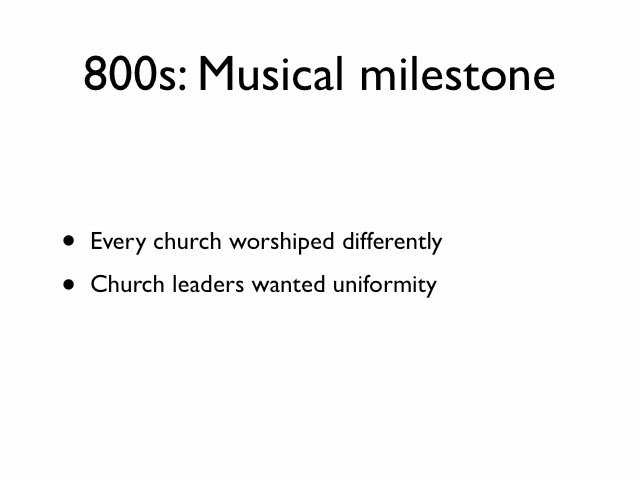 800s: Musical milestone
• Every church worshiped differently
• Church leaders wanted uniformity